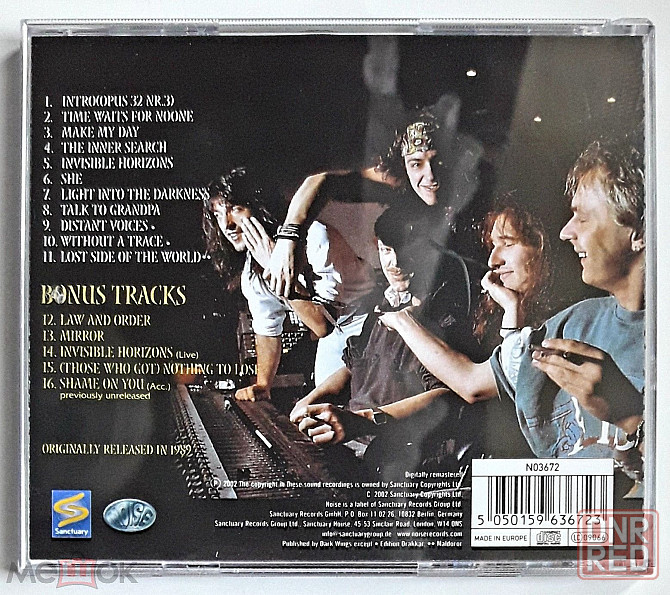 1. INTRO(OPUS 32 NR.3)
2. TIME WAITS FOR NOONE
3. MAKE MY DAY
4. THE INNER SEARCH
5. INVISIBLE HORIZONS
6. SHE
7. LIGHT INTO THE DARKNESS
8. TALK TO GRANDPA
9. DISTANT VOICES *
10. WITHOUT A TRACE *
11. LOST SIDE OF THE WORLD **
BONUS TRACKS
12. LAW AND ORDER
13. MIRROR
14. INVISIBLE HORIZONS (Live)
15. (THOSE WHO GOT) NOTHING TO LOSE
16. SHAME ON YOU (Acc.)
previously unreleased
ORIGINALLY RELEASED IN 1989
Digitally remastered
℗ 2002 The copyright in these sound recordings is owned by Sanctuary Copyrights Ltd.
© 2002 Sanctuary Copyrights Ltd.
Noise is a label of Sanctuary Records Group Ltd.
Sanctuary Records GmbH, P. O. Box 11 02 26, 10832 Berlin, Germany
Sanctuary Records Group Ltd., Sanctuary House, 45-53 Sinclair Road, London, W14 0NS
info@sanctuarygroup.de www.noiserecords.com
Published by Dark Wings except * Edition Drakkar, ** Maldoror
Sanctuary
NOISE
N03672
5 050159 636723
MADE IN EUROPE
disc
LC 09066
UNR
RED
МЕШОК